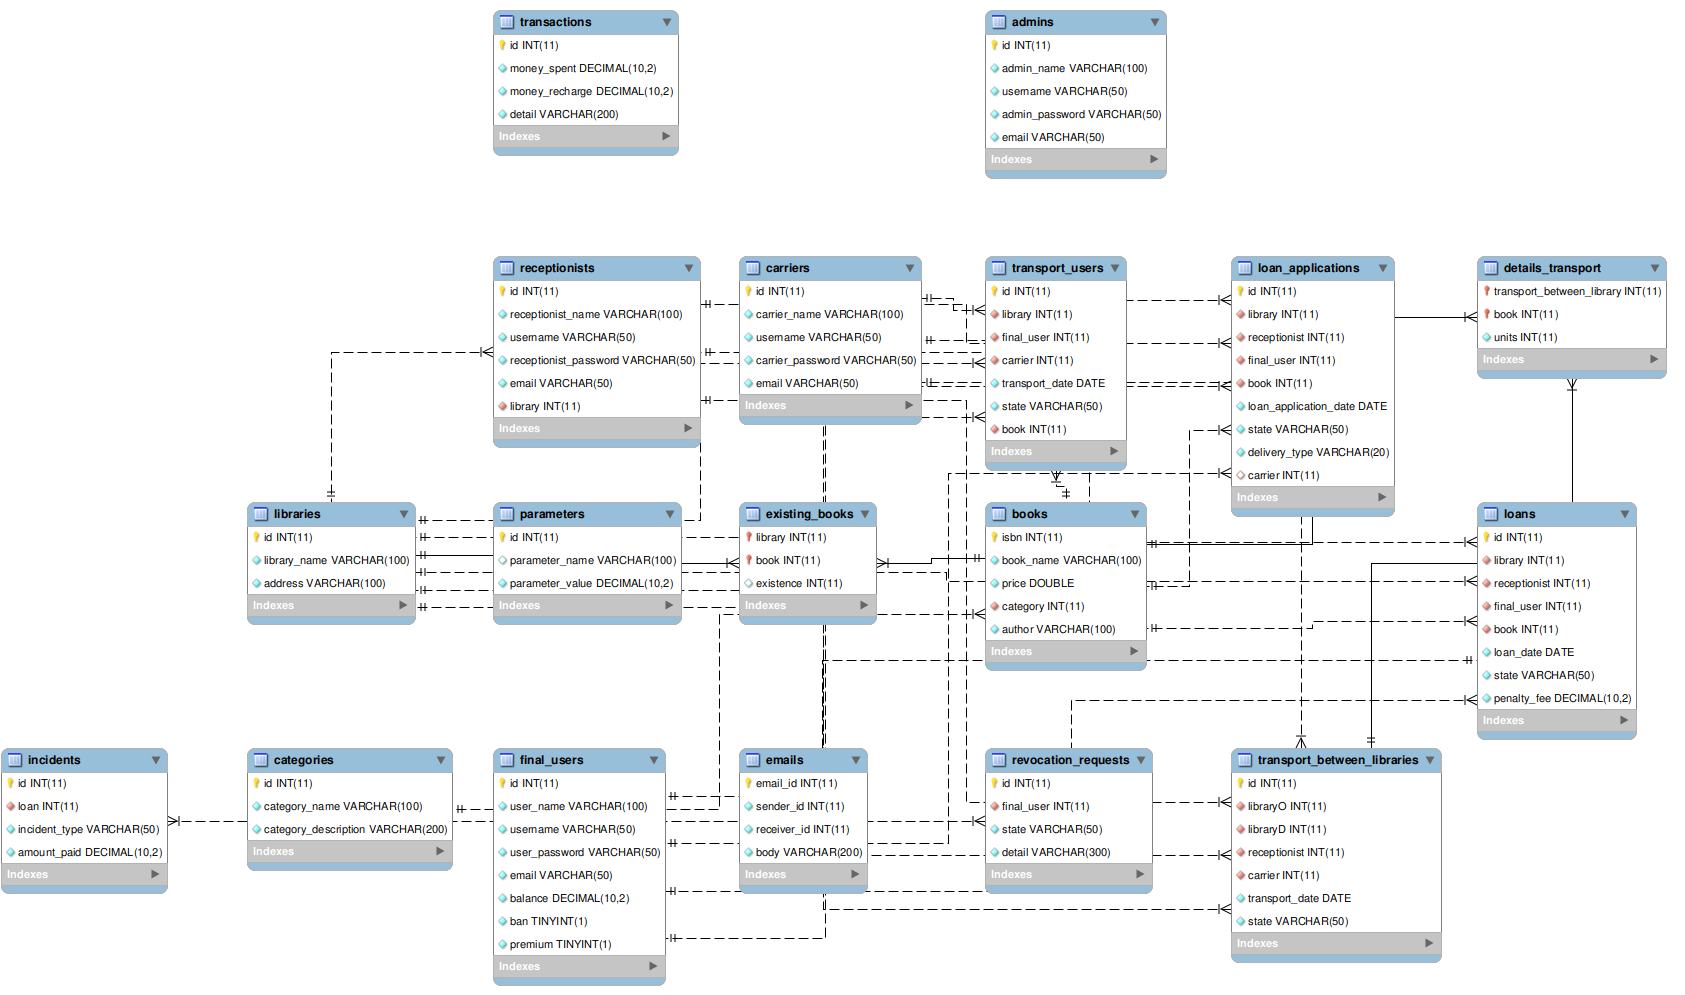 transactions
id INT(11)
money_spent DECIMAL(10,2)
money_recharge DECIMAL(10,2)
detail VARCHAR(200)
Indexes
admins
id INT(11)
admin_name VARCHAR(100)
username VARCHAR(50)
admin_password VARCHAR(50)
email VARCHAR(50)
Indexes
receptionists
id INT(11)
receptionist_name VARCHAR(100)
username VARCHAR(50)
receptionist_password VARCHAR(50)
email VARCHAR(50)
library INT(11)
Indexes
carriers
id INT(11)
carrier_name VARCHAR(100)
username VARCHAR(50)
carrier_password VARCHAR(50)
email VARCHAR(50)
Indexes
transport_users
id INT(11)
library INT(11)
final_user INT(11)
carrier INT(11)
transport_date DATE
state VARCHAR(50)
book INT(11)
Indexes
loan_applications
id INT(11)
library INT(11)
receptionist INT(11)
final_user INT(11)
book INT(11)
loan_application_date DATE
state VARCHAR(50)
delivery_type VARCHAR(20)
carrier INT(11)
Indexes
details_transport
transport_between_library INT(11)
book INT(11)
units INT(11)
Indexes
libraries
id INT(11)
library_name VARCHAR(100)
address VARCHAR(100)
Indexes
parameters
id INT(11)
parameter_name VARCHAR(100)
parameter_value DECIMAL(10,2)
Indexes
existing_books
library INT(11)
book INT(11)
existence INT(11)
Indexes
books
isbn INT(11)
book_name VARCHAR(100)
price DOUBLE
category INT(11)
author VARCHAR(100)
Indexes
loans
id INT(11)
library INT(11)
receptionist INT(11)
final_user INT(11)
book INT(11)
loan_date DATE
state VARCHAR(50)
penalty_fee DECIMAL(10,2)
Indexes
incidents
id INT(11)
loan INT(11)
incident_type VARCHAR(50)
amount_paid DECIMAL(10,2)
Indexes
categories
id INT(11)
category_name VARCHAR(100)
category_description VARCHAR(200)
Indexes
final_users
id INT(11)
user_name VARCHAR(100)
username VARCHAR(50)
user_password VARCHAR(50)
email VARCHAR(50)
balance DECIMAL(10,2)
ban TINYINT(1)
premium TINYINT(1)
Indexes
emails
email_id INT(11)
sender_id INT(11)
receiver_id INT(11)
body VARCHAR(200)
Indexes
revocation_requests
id INT(11)
final_user INT(11)
state VARCHAR(50)
detail VARCHAR(300)
Indexes
transport_between_libraries
id INT(11)
libraryO INT(11)
libraryD INT(11)
receptionist INT(11)
carrier INT(11)
transport_date DATE
state VARCHAR(50)
Indexes